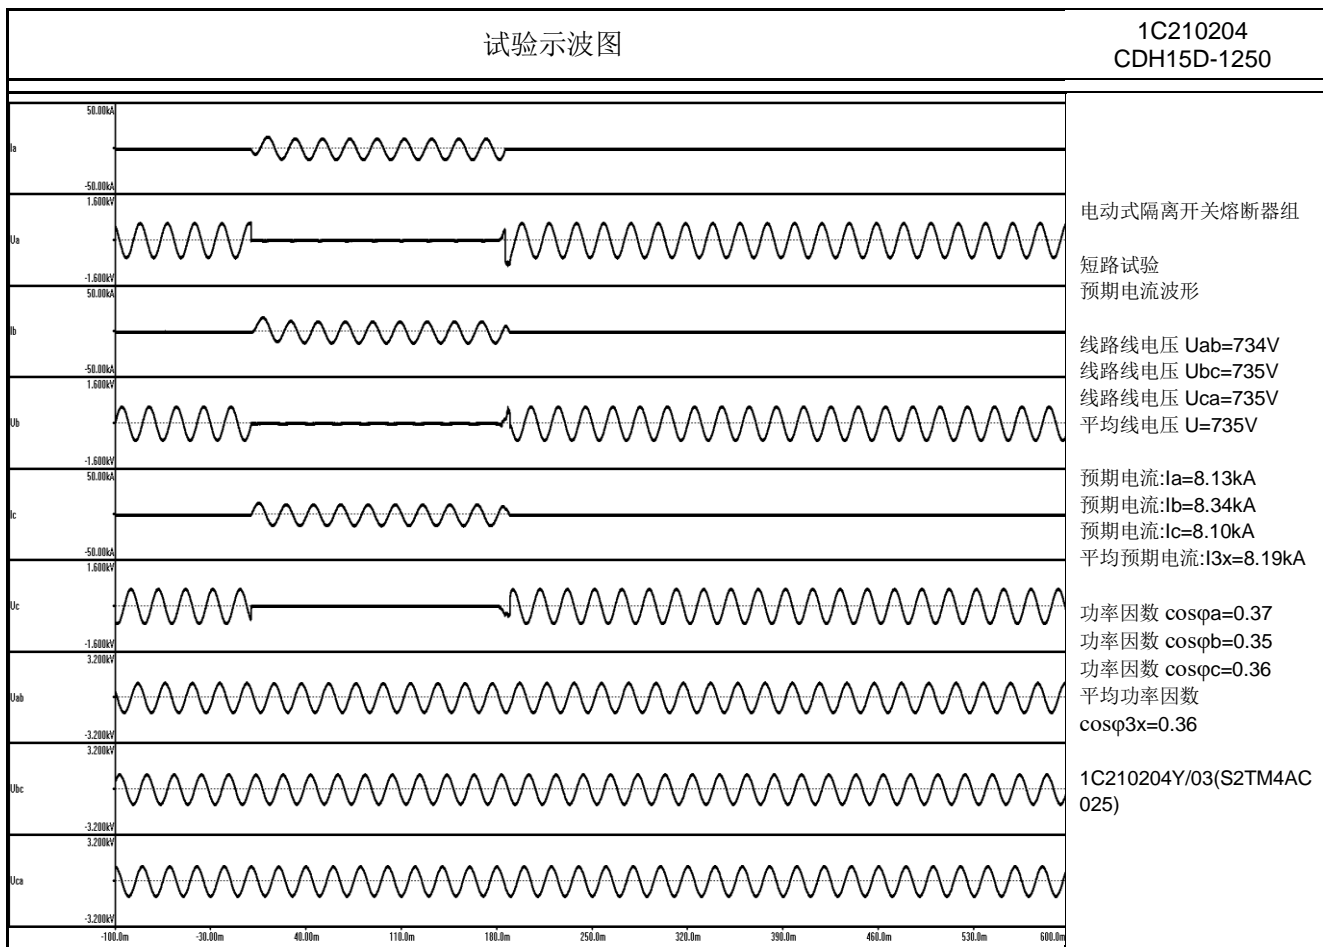 试验示波图
1C210204
CDH15D-1250
50.00kA
Ia
-50.00kA
1.600kV
Ua
-1.600kV
50.00kA
Ib
-50.00kA
1.600kV
Ub
-1.600kV
50.00kA
Ic
-50.00kA
1.600kV
Uc
-1.600kV
3.200kV
Uab
-3.200kV
3.200kV
Ubc
-3.200kV
3.200kV
Uca
-3.200kV
-100.0m -30.00m 40.00m 110.0m 180.0m 250.0m 320.0m 390.0m 460.0m 530.0m 600.0m
电动式隔离开关熔断器组
短路试验
预期电流波形
线路线电压 Uab=734V
线路线电压 Ubc=735V
线路线电压 Uca=735V
平均线电压 U=735V
预期电流:Ia=8.13kA
预期电流:Ib=8.34kA
预期电流:Ic=8.10kA
平均预期电流:I3x=8.19kA
功率因数 cosφa=0.37
功率因数 cosφb=0.35
功率因数 cosφc=0.36
平均功率因数
cosφ3x=0.36
1C210204Y/03(S2TM4AC
025)